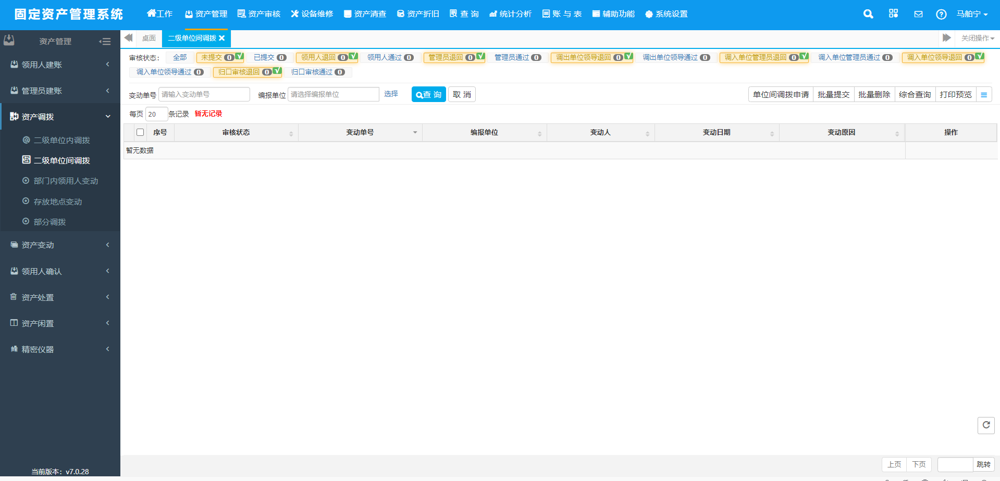 固定资产管理系统 工作 资产管理 资产审核 设备维修 资产清查 资产折旧 查 询 统计分析 账 与 表 辅助功能 系统设置 马舶宁
资产管理
桌面 二级单位间调拨 关闭操作
审核状态： 全部 未提交 0 已提交 0 领用人退回 0 领用人通过 0 管理员退回 0 管理员通过 0 调出单位领导退回 0 调出单位领导通过 0 调入单位管理员退回 0 调入单位管理员通过 0 调入单位领导退回 0
调入单位领导通过 0 归口审核退回 0 归口审核通过 0
变动单号 请输入变动单号 编报单位 请选择编报单位 选择 查 询 取 消 单位间调拨申请 批量提交 批量删除 综合查询 打印预览
每页 20 条记录 暂无记录
序号 审核状态 变动单号 编报单位 变动人 变动日期 变动原因 操作
暂无数据
领用人建账
管理员建账
资产调拨
二级单位内调拨
二级单位间调拨
部门内领用人变动
存放地点变动
部分调拨
资产变动
领用人确认
资产处置
资产闲置
精密仪器
当前版本：v7.0.28
上页 下页 跳转